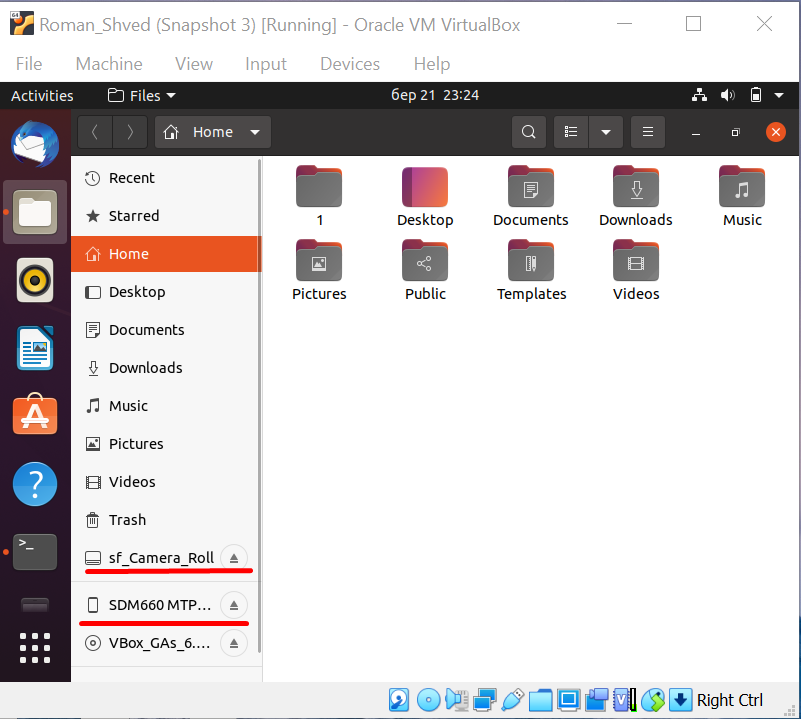 Roman_Shved (Snapshot 3) [Running] - Oracle VM VirtualBox
File Machine View Input Devices Help
Activities Files бер 21 23:24
Home
Recent
Starred
Home
Desktop
Documents
Downloads
Music
Pictures
Videos
Trash
sf_Camera_Roll
SDM660 MTP...
VBox_GAs_6....
1 Desktop Documents Downloads Music
Pictures Public Templates Videos
Right Ctrl